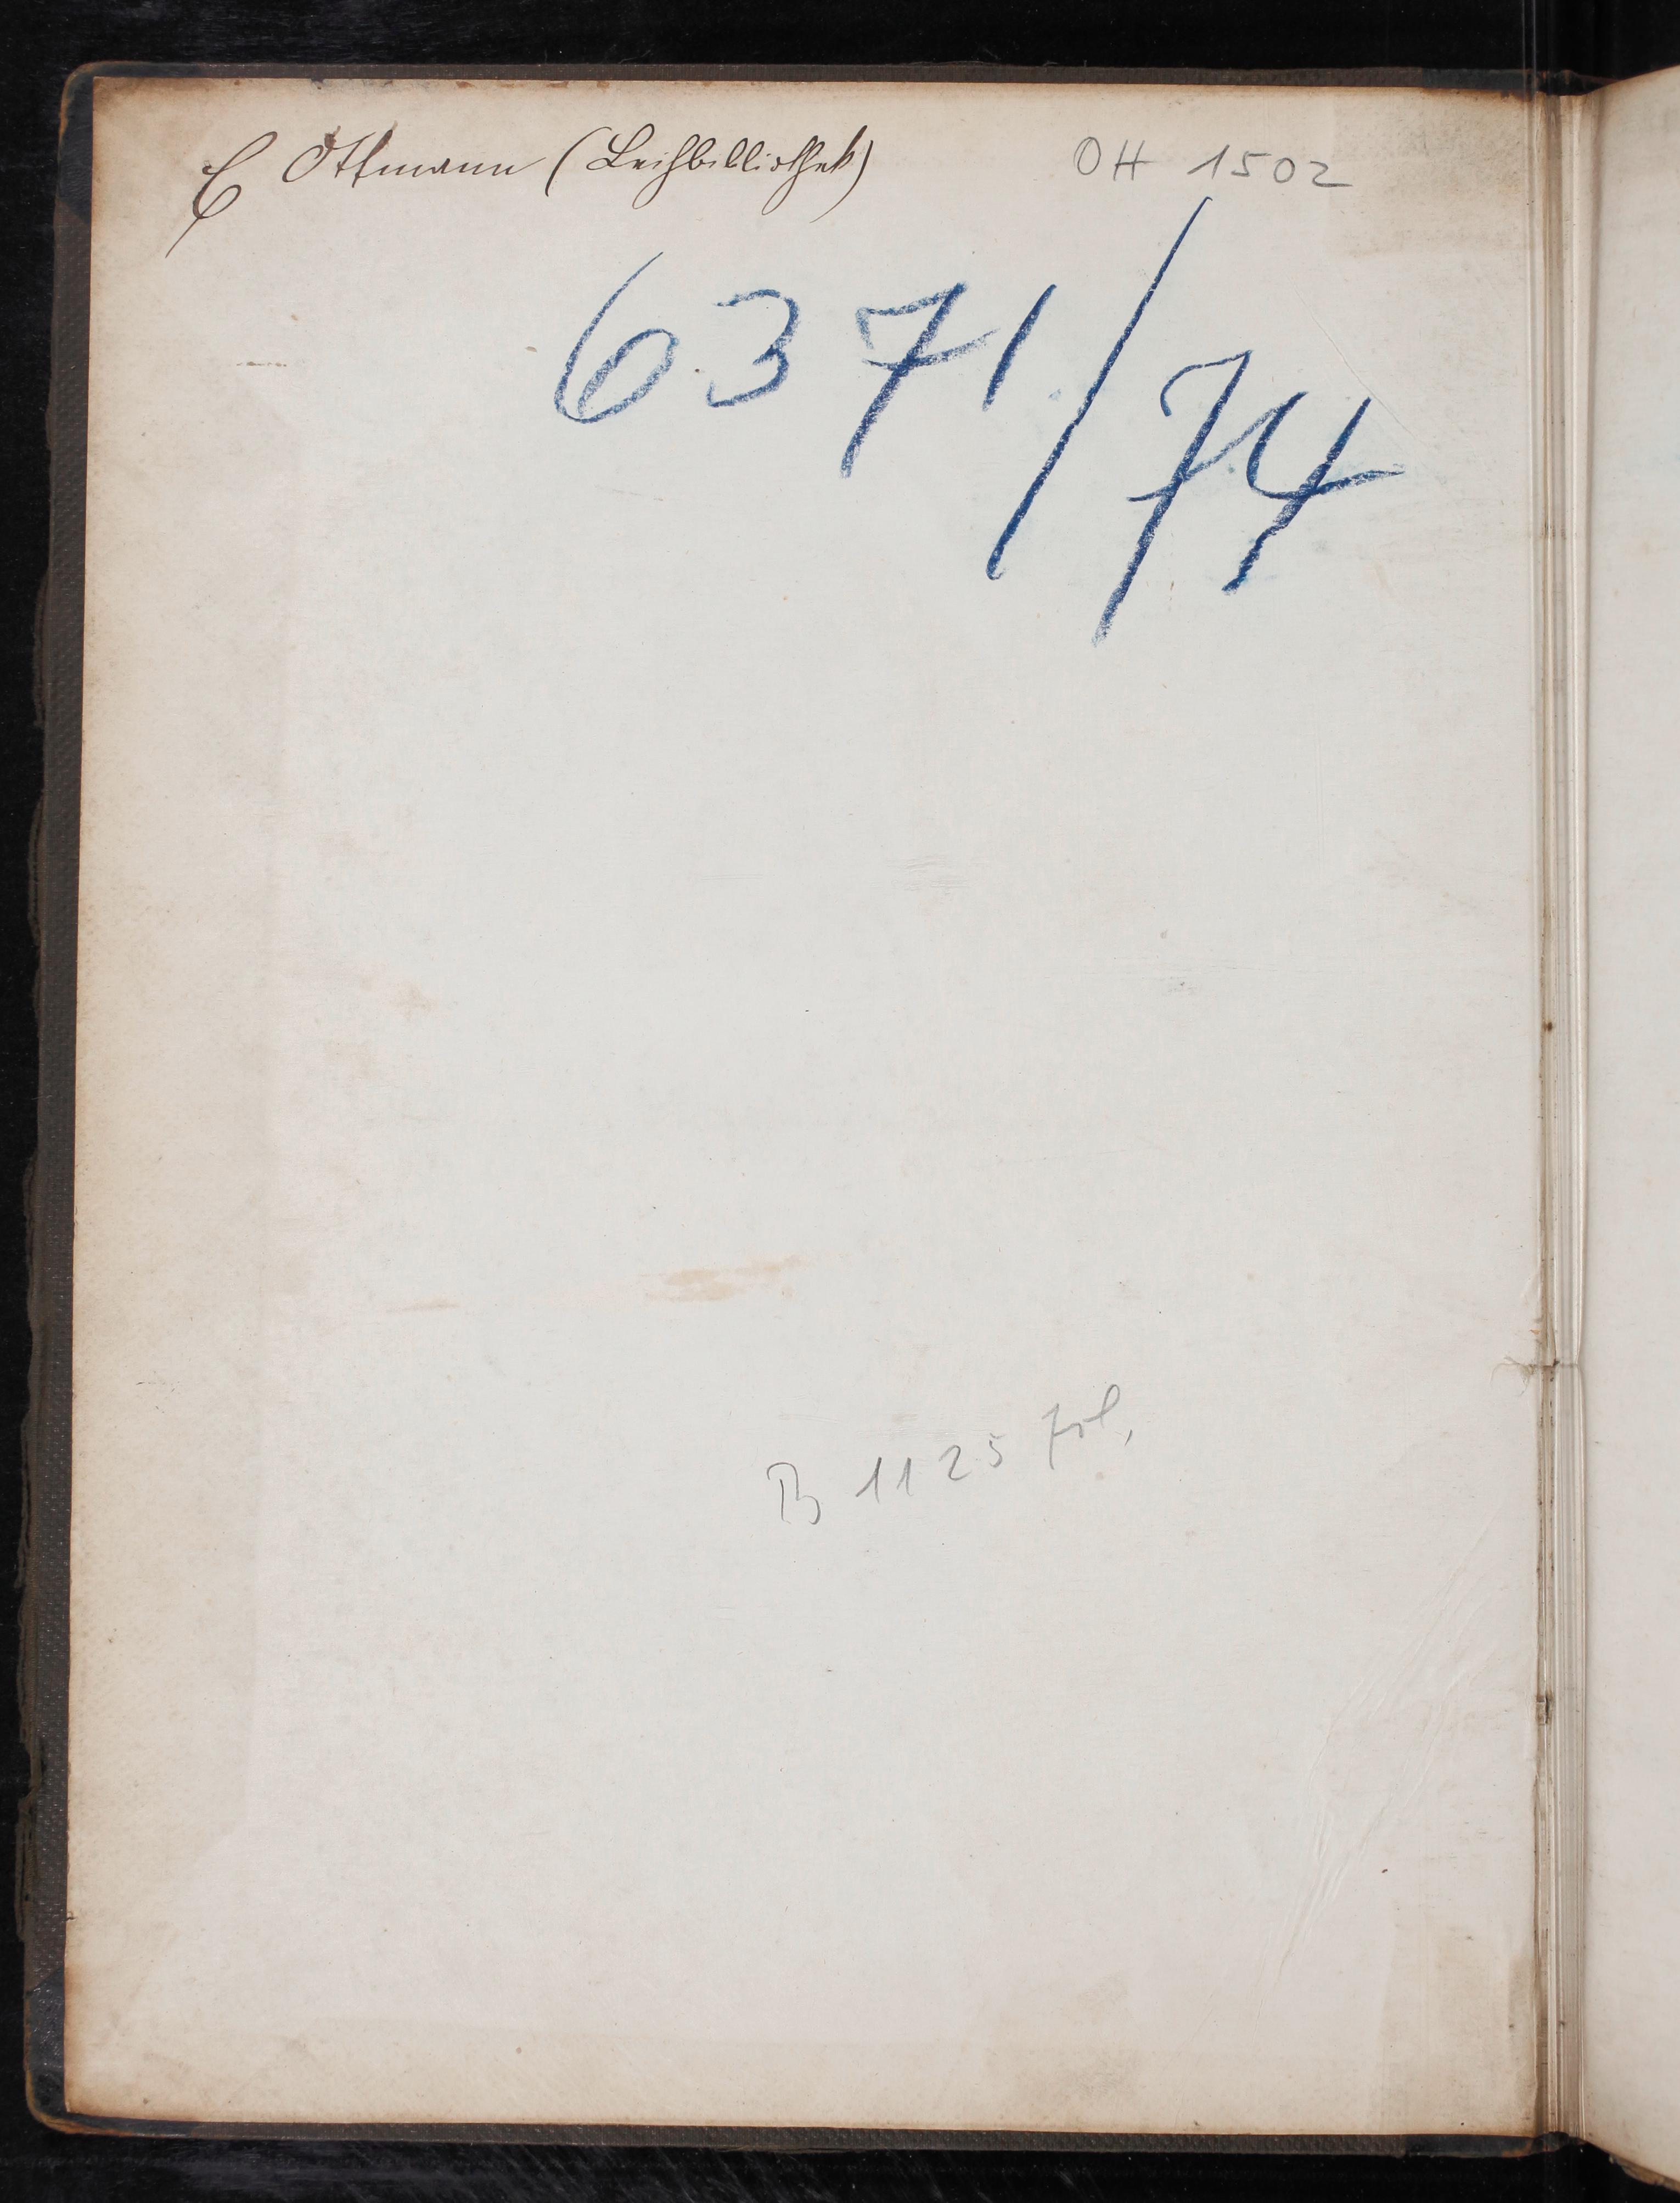 C Ottmann (Leihbibliothek)
OH 1502
6371/74
B 1125 fol.